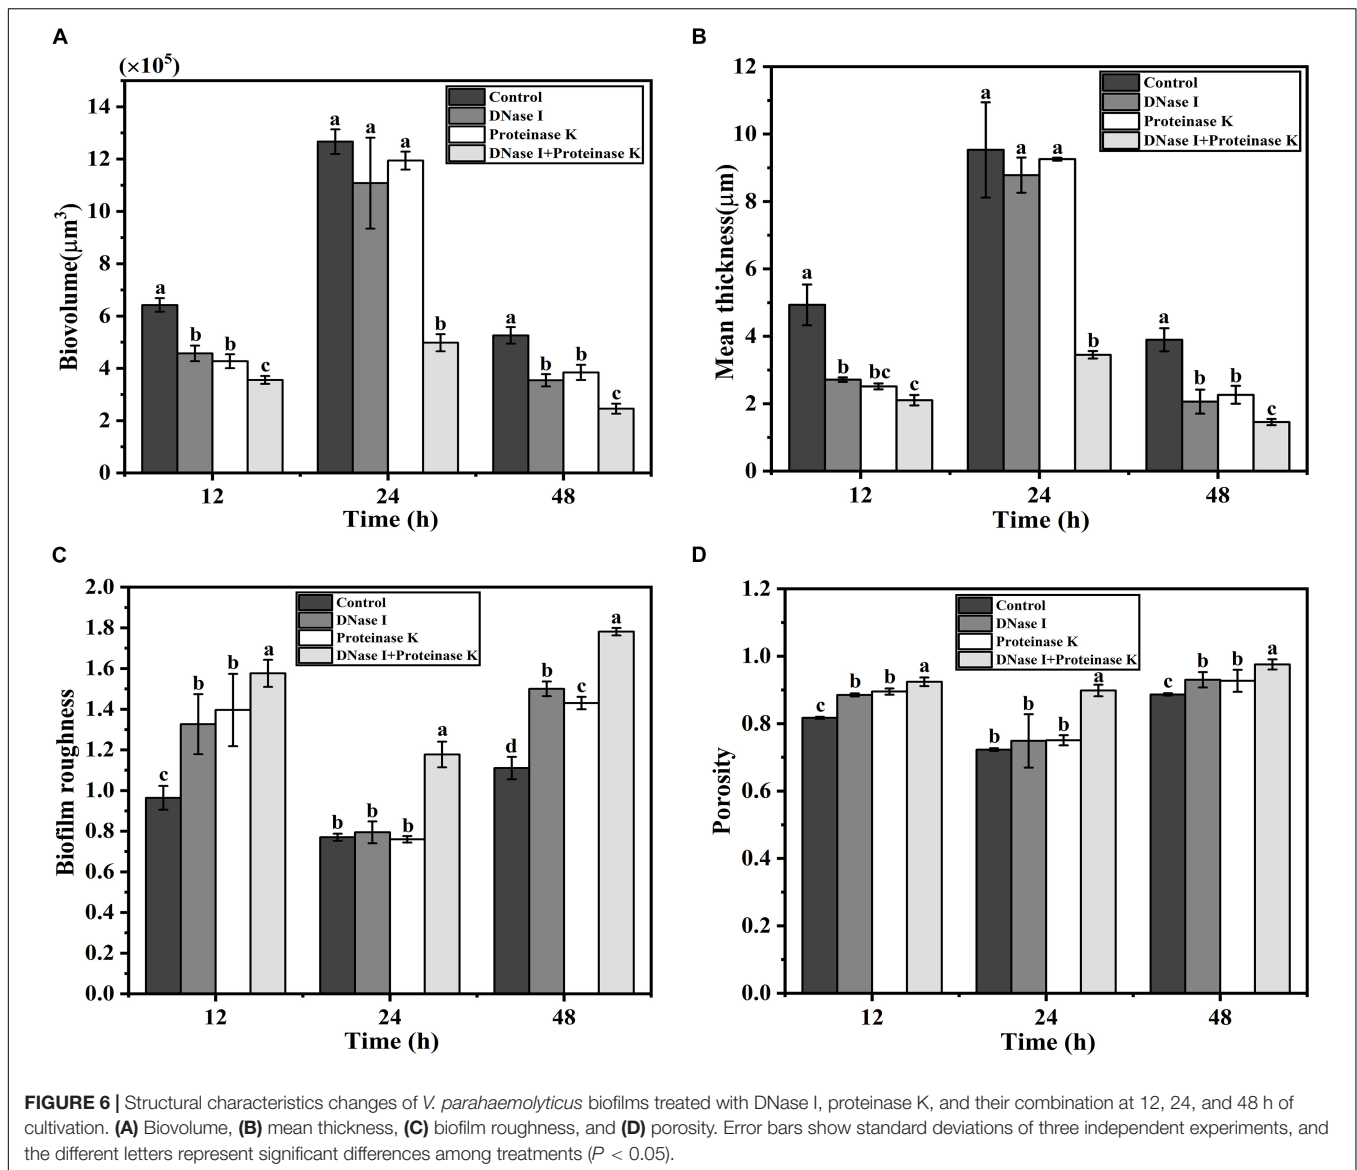 A
(×10⁵)
Biovolume(μm³)
14
12
10
8
6
4
2
0
Control
DNase I
Proteinase K
DNase I+Proteinase K
a b b c
a a a b
a b b c
12 24 48
Time (h)
B
Mean thickness(μm)
12
10
8
6
4
2
0
Control
DNase I
Proteinase K
DNase I+Proteinase K
a b bc c
a a a b
a b b c
12 24 48
Time (h)
C
Biofilm roughness
2.0
1.8
1.6
1.4
1.2
1.0
0.8
0.6
0.4
0.2
0.0
Control
DNase I
Proteinase K
DNase I+Proteinase K
c b b a
b b b a
d b c a
12 24 48
Time (h)
D
Porosity
1.2
1.0
0.8
0.6
0.4
0.2
0.0
Control
DNase I
Proteinase K
DNase I+Proteinase K
c b b a
b b b a
c b b a
12 24 48
Time (h)
FIGURE 6 | Structural characteristics changes of V. parahaemolyticus biofilms treated with DNase I, proteinase K, and their combination at 12, 24, and 48 h of
cultivation. (A) Biovolume, (B) mean thickness, (C) biofilm roughness, and (D) porosity. Error bars show standard deviations of three independent experiments, and
the different letters represent significant differences among treatments (P < 0.05).